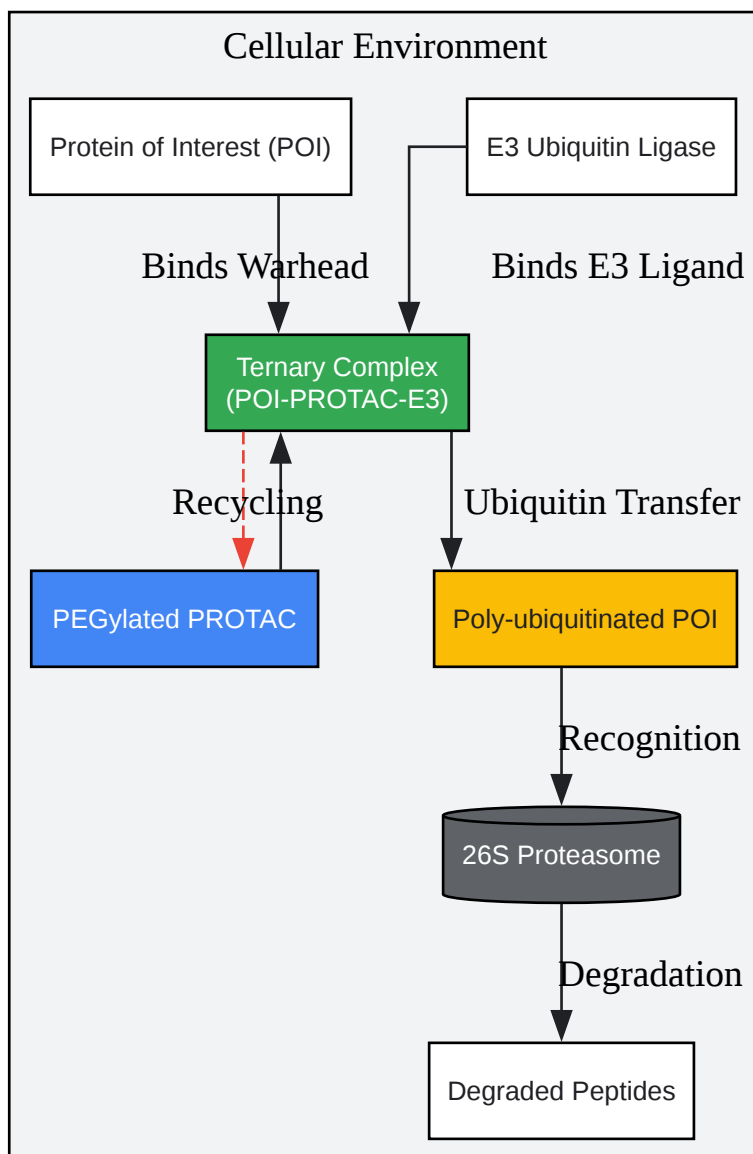 Cellular Environment
Protein of Interest (POI)
E3 Ubiquitin Ligase
Binds Warhead
Binds E3 Ligand
Ternary Complex
(POI-PROTAC-E3)
Recycling
Ubiquitin Transfer
PEGylated PROTAC
Poly-ubiquitinated POI
Recognition
26S Proteasome
Degradation
Degraded Peptides